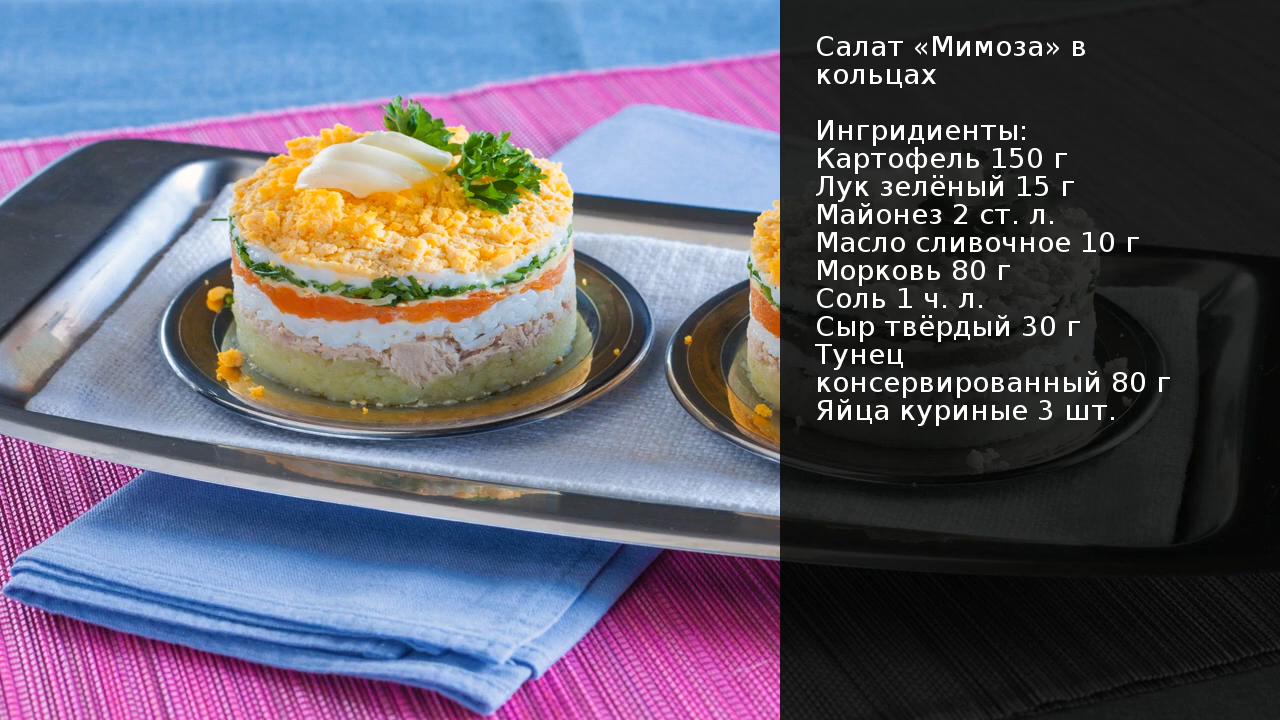 Салат «Мимоза» в
кольцах
Ингридиенты:
Картофель 150 г
Лук зелёный 15 г
Майонез 2 ст. л.
Масло сливочное 10 г
Морковь 80 г
Соль 1 ч. л.
Сыр твёрдый 30 г
Тунец
консервированный 80 г
Яйца куриные 3 шт.